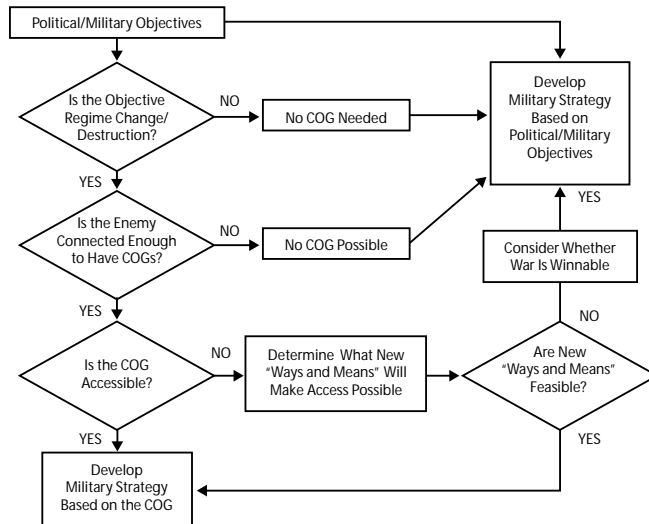 Political/Military Objectives
Is the Objective
Regime Change/
Destruction?
NO
No COG Needed
Develop
Military Strategy
Based on
Political/Military
Objectives
YES
Is the Enemy
Connected Enough
to Have COGs?
NO
No COG Possible
YES
Consider Whether
War Is Winnable
YES
NO
Is the COG
Accessible?
NO
Determine What New
"Ways and Means" Will
Make Access Possible
Are New
"Ways and Means"
Feasible?
YES
YES
Develop
Military Strategy
Based on the COG